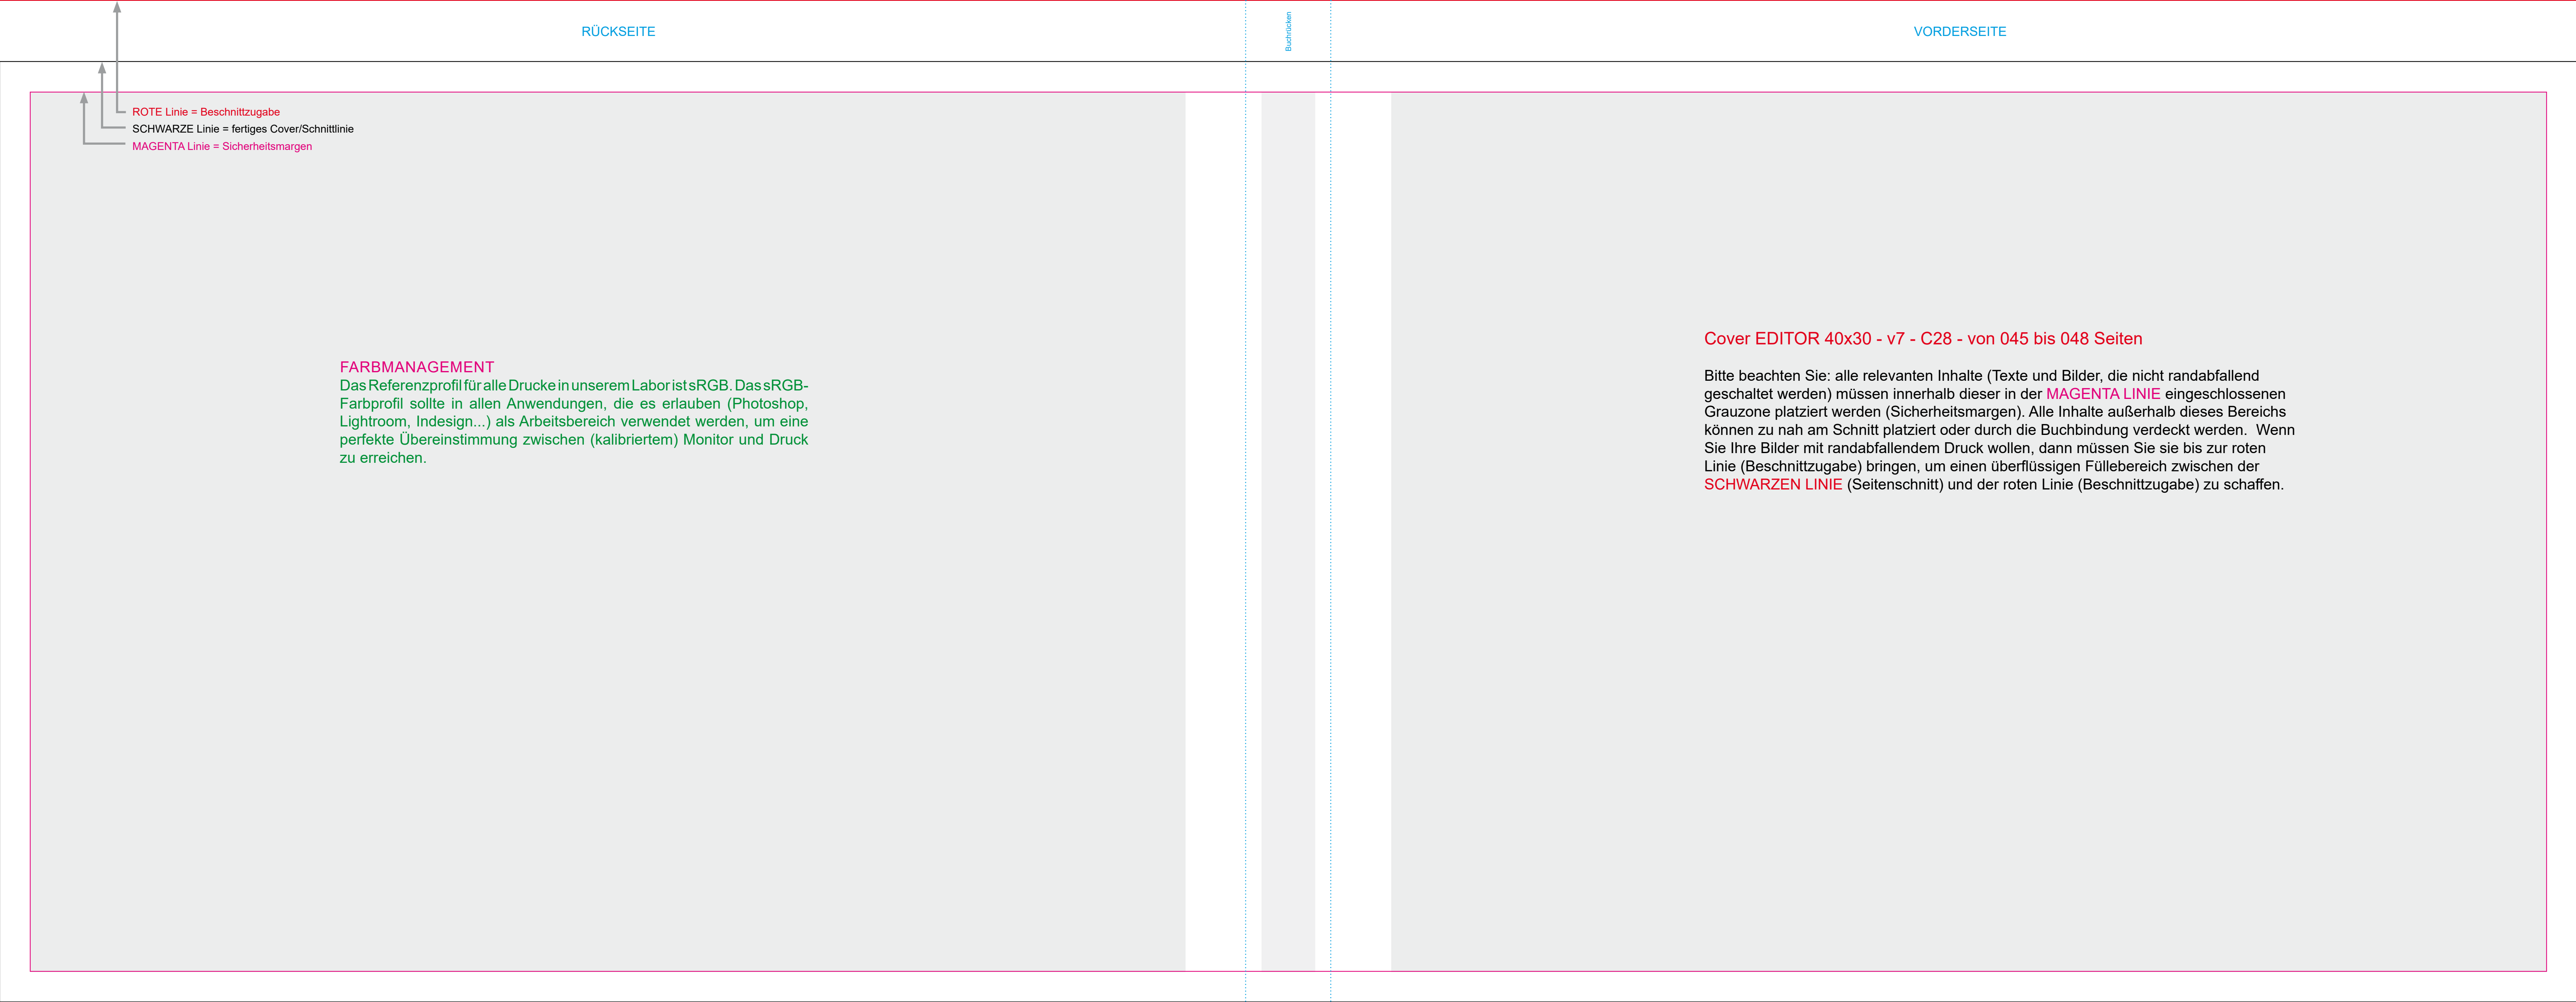 RÜCKSEITE
Buchrücken
VORDERSEITE
ROTE Linie = Beschnittzugabe
SCHWARZE Linie = fertiges Cover/Schnittlinie
MAGENTA Linie = Sicherheitsmargen
FARBMANAGEMENT
Das Referenzprofil für alle Drucke in unserem Labor ist sRGB. Das sRGB-
Farbprofil sollte in allen Anwendungen, die es erlauben (Photoshop,
Lightroom, Indesign...) als Arbeitsbereich verwendet werden, um eine
perfekte Übereinstimmung zwischen (kalibriertem) Monitor und Druck
zu erreichen.
Cover EDITOR 40x30 - v7 - C28 - von 045 bis 048 Seiten
Bitte beachten Sie: alle relevanten Inhalte (Texte und Bilder, die nicht randabfallend
geschaltet werden) müssen innerhalb dieser in der MAGENTA LINIE eingeschlossenen
Grauzone platziert werden (Sicherheitsmargen). Alle Inhalte außerhalb dieses Bereichs
können zu nah am Schnitt platziert oder durch die Buchbindung verdeckt werden.  Wenn
Sie Ihre Bilder mit randabfallendem Druck wollen, dann müssen Sie sie bis zur roten
Linie (Beschnittzugabe) bringen, um einen überflüssigen Füllebereich zwischen der
SCHWARZEN LINIE (Seitenschnitt) und der roten Linie (Beschnittzugabe) zu schaffen.